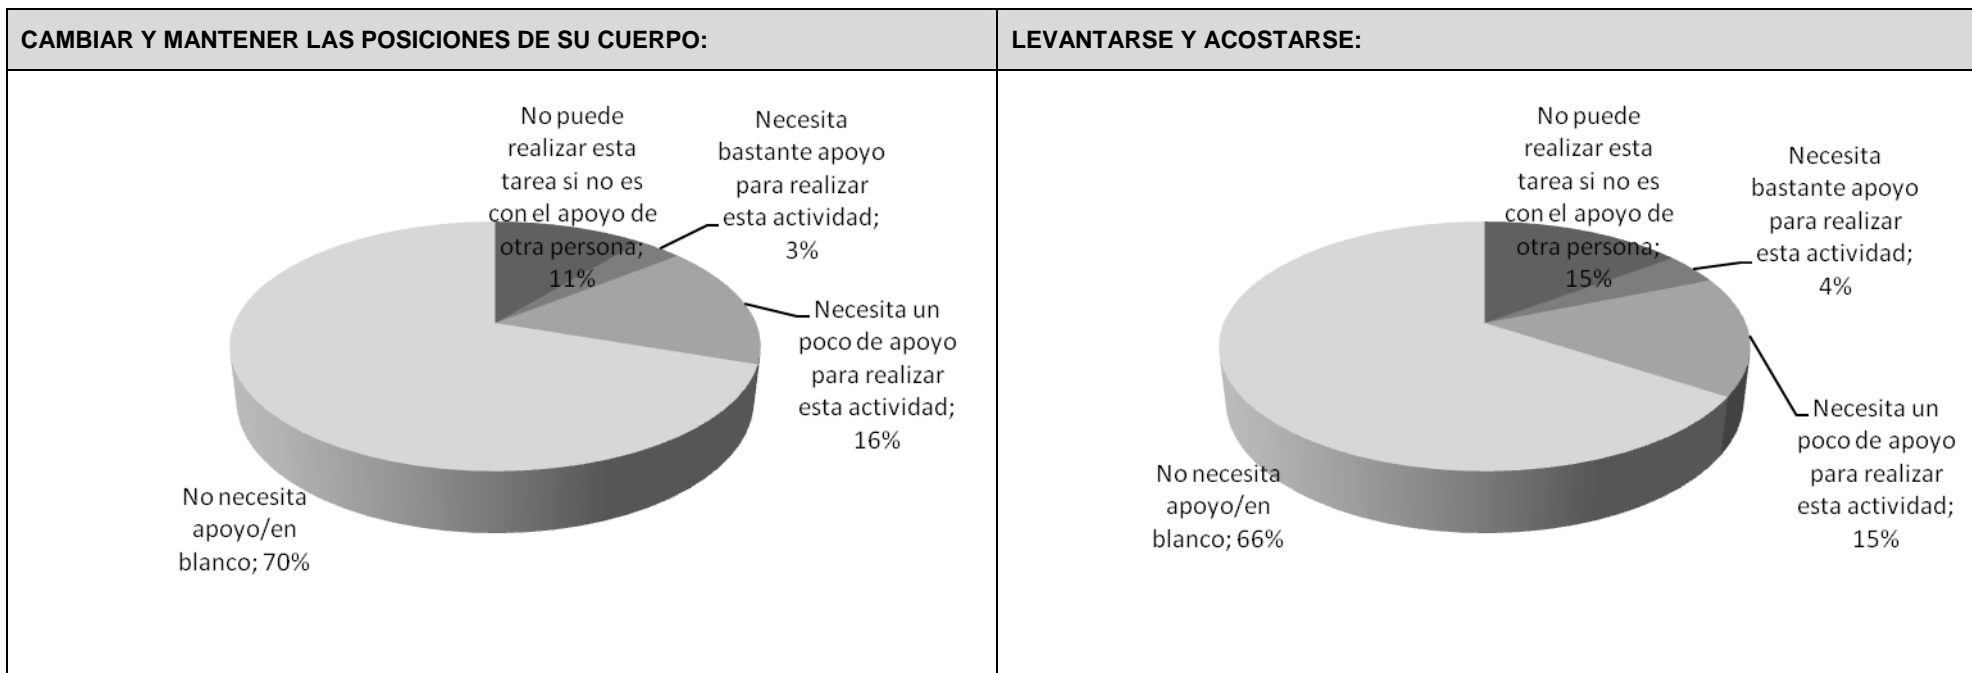 CAMBIAR Y MANTENER LAS POSICIONES DE SU CUERPO:
No puede
realizar esta
tarea si no es
con el apoyo de
otra persona;
11%
Necesita
bastante apoyo
para realizar
esta actividad;
3%
Necesita un
poco de apoyo
para realizar
esta actividad;
16%
No necesita
apoyo/en
blanco; 70%
LEVANTARSE Y ACOSTARSE:
No puede
realizar esta
tarea si no es
con el apoyo de
otra persona;
15%
Necesita
bastante apoyo
para realizar
esta actividad;
4%
Necesita un
poco de apoyo
para realizar
esta actividad;
15%
No necesita
apoyo/en
blanco; 66%